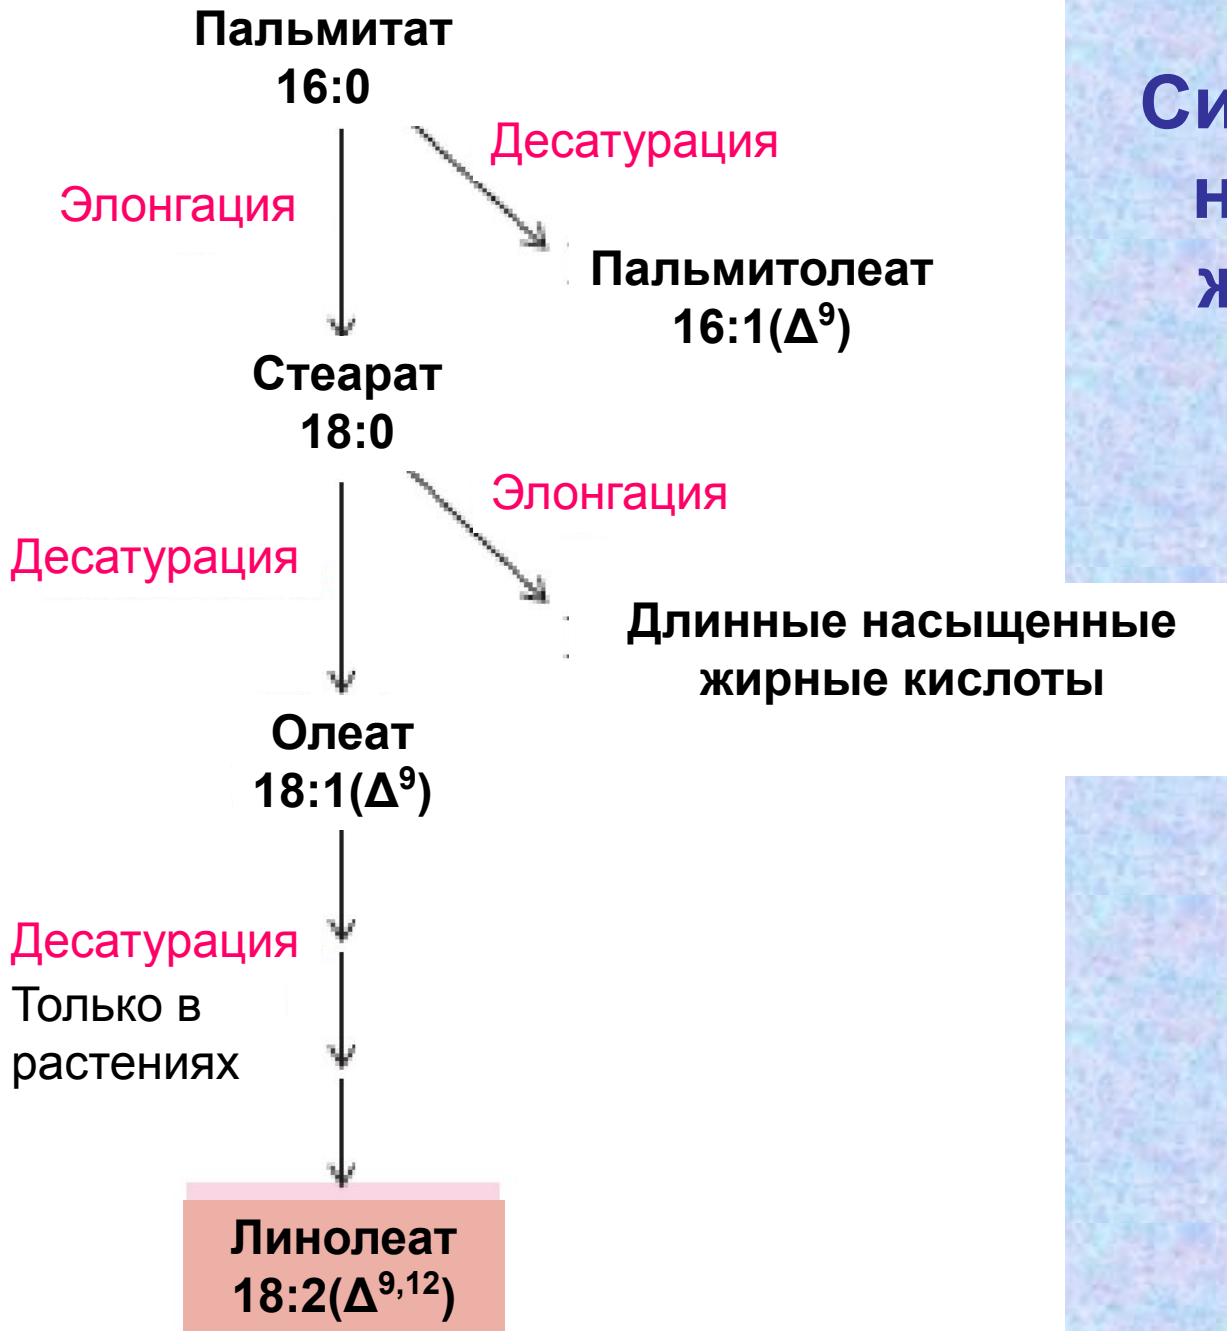 Пальмитат
16:0
Десатурация
Элонгация
Пальмитолеат
16:1(Δ⁹)
Стеарат
18:0
Элонгация
Десатурация
Длинные насыщенные
жирные кислоты
Олеат
18:1(Δ⁹)
Десатурация
Только в
растениях
Линолеат
18:2(Δ⁹,¹²)